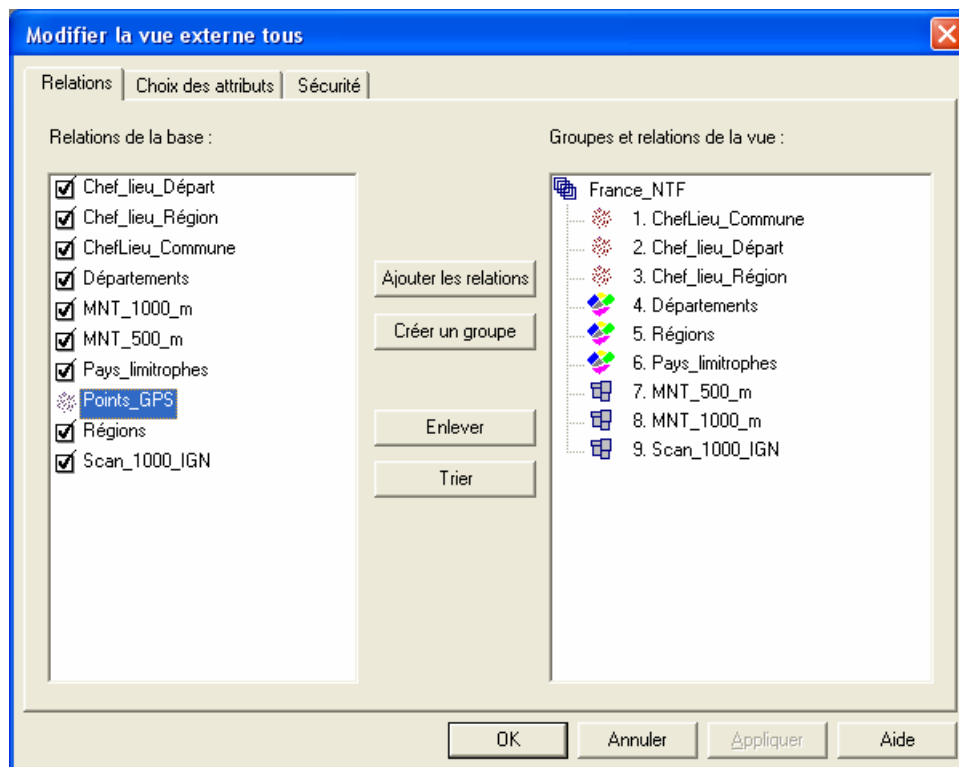 Modifier la vue externe tous
Relations
Choix des attributs
Sécurité
Relations de la base :
Chef_lieu_Départ
Chef_lieu_Région
ChefLieu_Commune
Départements
MNT_1000_m
MNT_500_m
Pays_limitrophes
Points_GPS
Régions
Scan_1000_IGN
Ajouter les relations
Créer un groupe
Enlever
Trier
Groupes et relations de la vue :
France_NTF
1. ChefLieu_Commune
2. Chef_lieu_Départ
3. Chef_lieu_Région
4. Départements
5. Régions
6. Pays_limitrophes
7. MNT_500_m
8. MNT_1000_m
9. Scan_1000_IGN
OK
Annuler
Appliquer
Aide